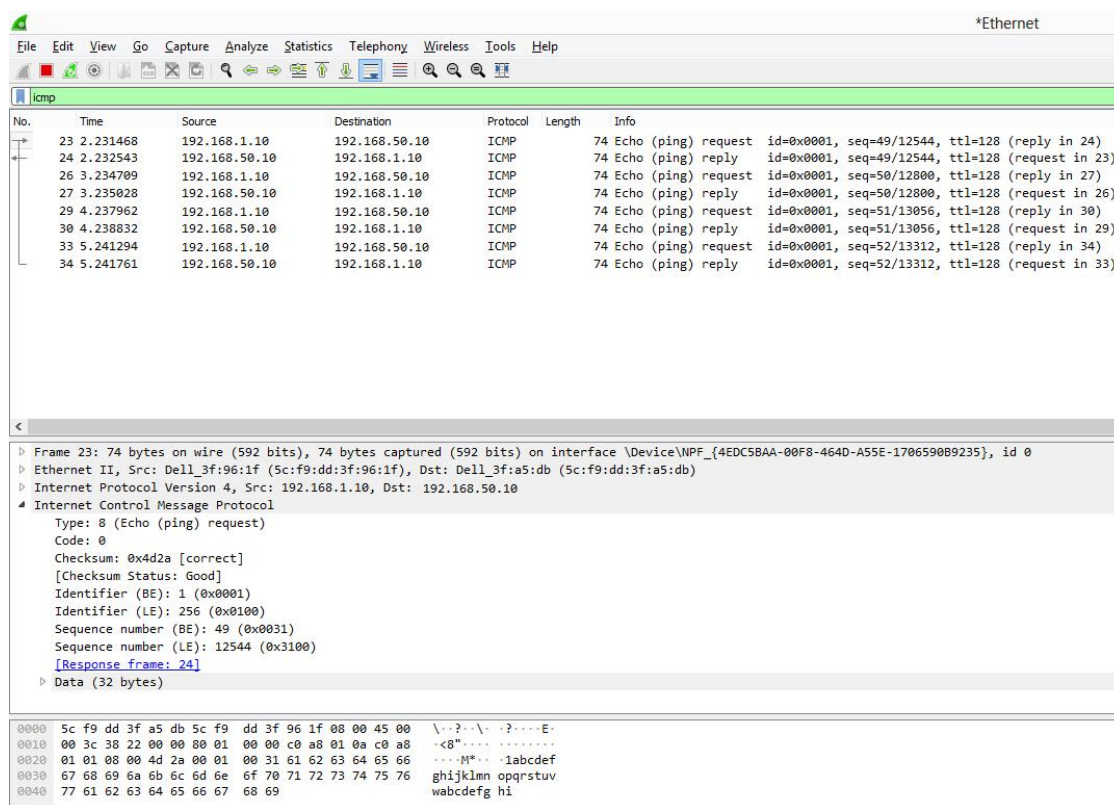 *Ethernet
File Edit View Go Capture Analyze Statistics Telephony Wireless Tools Help
icmp
No. Time Source Destination Protocol Length Info
23 2.231468 192.168.1.10 192.168.50.10 ICMP 74 Echo (ping) request id=0x0001, seq=49/12544, ttl=128 (reply in 24)
24 2.232543 192.168.50.10 192.168.1.10 ICMP 74 Echo (ping) reply id=0x0001, seq=49/12544, ttl=128 (request in 23)
26 3.234709 192.168.1.10 192.168.50.10 ICMP 74 Echo (ping) request id=0x0001, seq=50/12800, ttl=128 (reply in 27)
27 3.235028 192.168.50.10 192.168.1.10 ICMP 74 Echo (ping) reply id=0x0001, seq=50/12800, ttl=128 (request in 26)
29 4.237962 192.168.1.10 192.168.50.10 ICMP 74 Echo (ping) request id=0x0001, seq=51/13056, ttl=128 (reply in 30)
30 4.238832 192.168.50.10 192.168.1.10 ICMP 74 Echo (ping) reply id=0x0001, seq=51/13056, ttl=128 (request in 29)
33 5.241294 192.168.1.10 192.168.50.10 ICMP 74 Echo (ping) request id=0x0001, seq=52/13312, ttl=128 (reply in 34)
34 5.241761 192.168.50.10 192.168.1.10 ICMP 74 Echo (ping) reply id=0x0001, seq=52/13312, ttl=128 (request in 33)
Frame 23: 74 bytes on wire (592 bits), 74 bytes captured (592 bits) on interface \Device\NPF_{4EDC5BAA-00F8-464D-A55E-1706590B9235}, id 0
Ethernet II, Src: Dell_3f:96:1f (5c:f9:dd:3f:96:1f), Dst: Dell_3f:a5:db (5c:f9:dd:3f:a5:db)
Internet Protocol Version 4, Src: 192.168.1.10, Dst: 192.168.50.10
Internet Control Message Protocol
Type: 8 (Echo (ping) request)
Code: 0
Checksum: 0x4d2a [correct]
[Checksum Status: Good]
Identifier (BE): 1 (0x0001)
Identifier (LE): 256 (0x0100)
Sequence number (BE): 49 (0x0031)
Sequence number (LE): 12544 (0x3100)
[Response frame: 24]
Data (32 bytes)
0000 5c f9 dd 3f a5 db 5c f9 dd 3f 96 1f 08 00 45 00 \··?··\· ·?····E·
0010 00 3c 38 22 00 00 80 01 00 00 c0 a8 01 0a c0 a8 ·<8"···· ········
0020 01 01 08 00 4d 2a 00 01 00 31 61 62 63 64 65 66 ····M*·· ·1abcdef
0030 67 68 69 6a 6b 6c 6d 6e 6f 70 71 72 73 74 75 76 ghijklmn opqrstuv
0040 77 61 62 63 64 65 66 67 68 69 wabcdefg hi